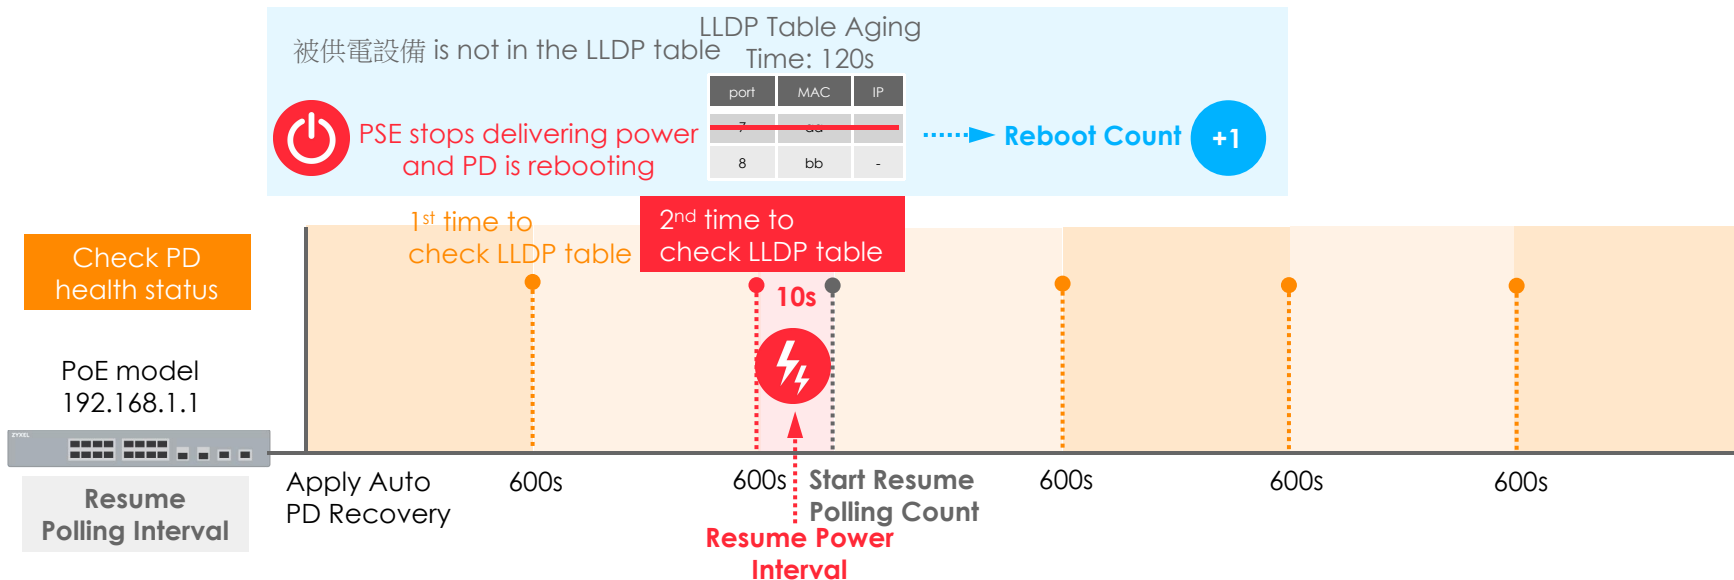 被供電設備 is not in the LLDP table
LLDP Table Aging
Time: 120s
port MAC IP
7 aa
8 bb -
PSE stops delivering power
and PD is rebooting
Reboot Count
+1
1st time to
check LLDP table
2nd time to
check LLDP table
Check PD
health status
10s
PoE model
192.168.1.1
ZYXEL
Resume
Polling Interval
Apply Auto
PD Recovery
600s
600s
Start Resume
Polling Count
600s
600s
600s
Resume Power
Interval